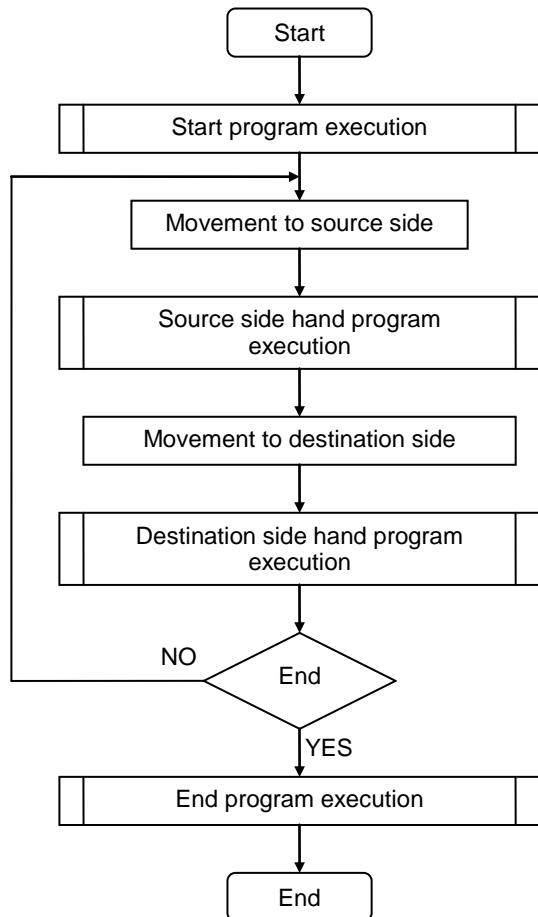 Start
Start program execution
Movement to source side
Source side hand program
execution
Movement to destination side
Destination side hand program
execution
NO
End
YES
End program execution
End